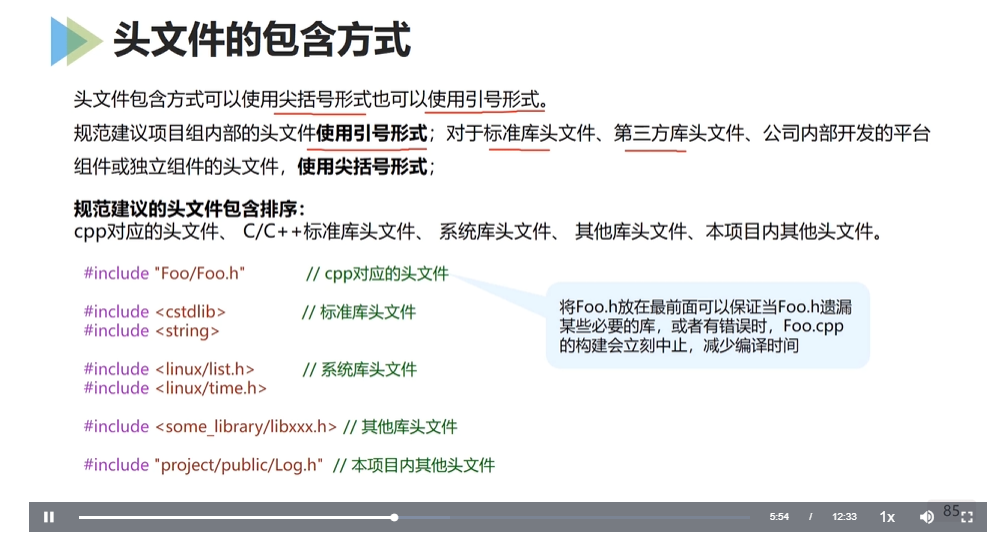 头文件的包含方式
头文件包含方式可以使用尖括号形式也可以使用引号形式。
规范建议项目组内部的头文件使用引号形式；对于标准库头文件、第三方库头文件、公司内部开发的平台
组件或独立组件的头文件，使用尖括号形式；
规范建议的头文件包含排序：
cpp对应的头文件、 C/C++标准库头文件、 系统库头文件、 其他库头文件、本项目内其他头文件。
#include "Foo/Foo.h" // cpp对应的头文件
将Foo.h放在最前面可以保证当Foo.h遗漏
某些必要的库，或者有错误时，Foo.cpp
的构建会立刻中止，减少编译时间
#include <cstdlib> // 标准库头文件
#include <string>
#include <linux/list.h> // 系统库头文件
#include <linux/time.h>
#include <some_library/libxxx.h> // 其他库头文件
#include "project/public/Log.h" // 本项目内其他头文件
5:54 / 12:33 1x 85